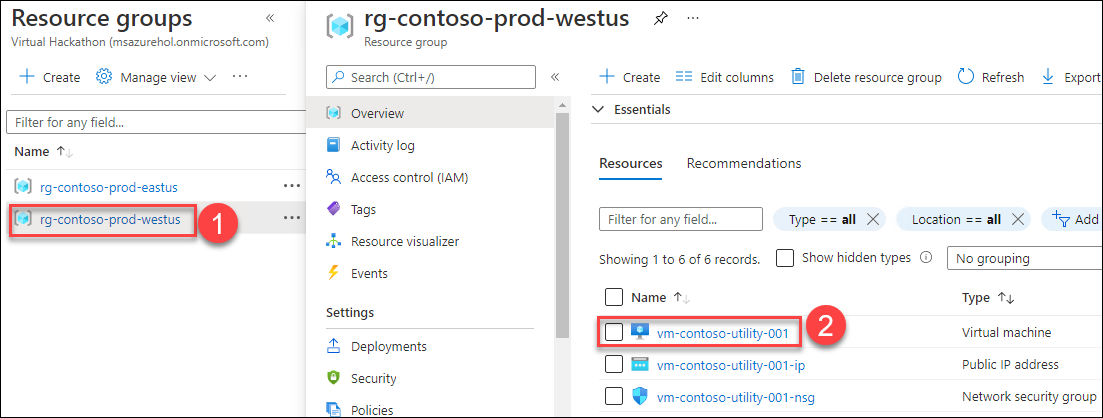 Resource groups «
Virtual Hackathon (msazurehol.onmicrosoft.com)
+ Create Manage view ...
Filter for any field...
Name ↑↓
rg-contoso-prod-eastus ...
rg-contoso-prod-westus ...
1
rg-contoso-prod-westus ...
Resource group
Search (Ctrl+/) «
Overview
Activity log
Access control (IAM)
Tags
Resource visualizer
Events
Settings
Deployments
Security
Policies
+ Create Edit columns Delete resource group Refresh Export
Essentials
Resources Recommendations
Filter for any field... Type == all Location == all Add
Showing 1 to 6 of 6 records. Show hidden types No grouping
Name ↑↓ Type ↑↓
vm-contoso-utility-001 2 Virtual machine
vm-contoso-utility-001-ip Public IP address
vm-contoso-utility-001-nsg Network security group